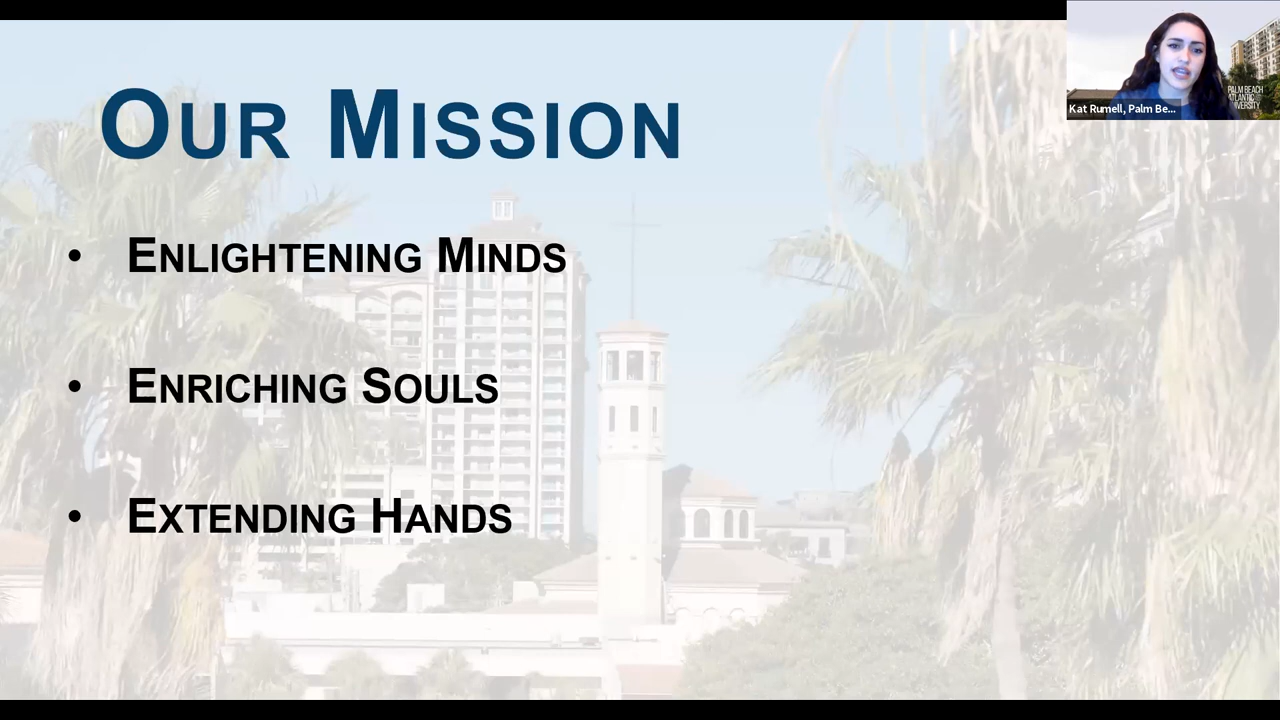 OUR MISSION
• ENLIGHTENING MINDS
• ENRICHING SOULS
• EXTENDING HANDS
Kat Rumell, Palm Be...
PALM BEACH
ATLANTIC
UNIVERSITY